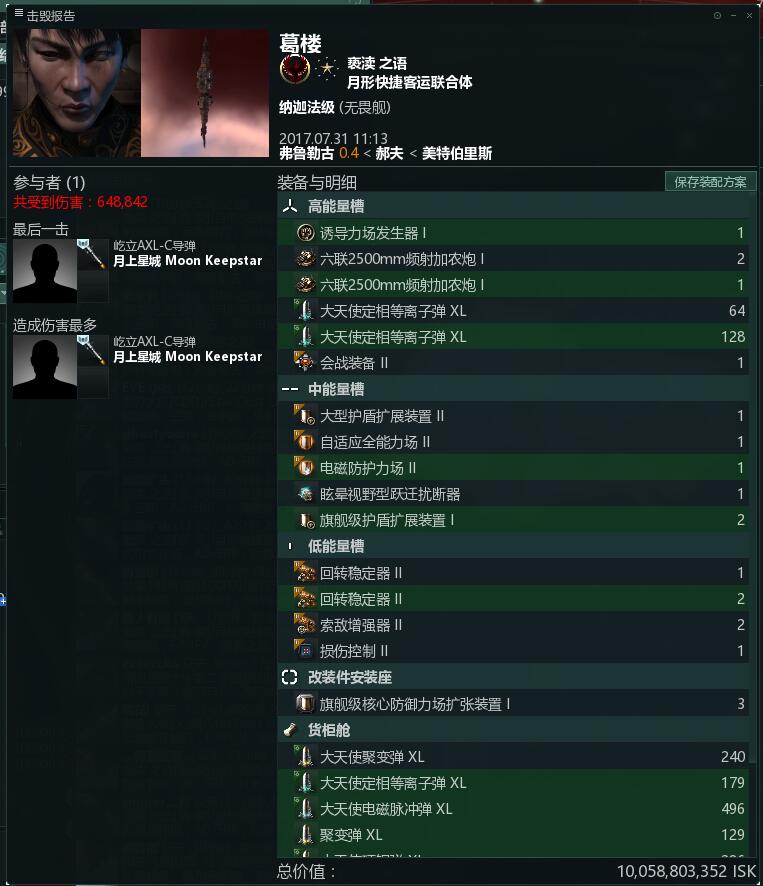 击毁报告
葛楼
亵渎 之语
月形快捷客运联合体
纳迦法级 (无畏舰)
2017.07.31 11:13
弗鲁勒古 0.4 < 郝夫 < 美特伯里斯
参与者 (1)
共受到伤害：648,842
最后一击
屹立AXL-C导弹
月上星城 Moon Keepstar
造成伤害最多
屹立AXL-C导弹
月上星城 Moon Keepstar
装备与明细
保存装配方案
高能量槽
诱导力场发生器 I 1
六联2500mm频射加农炮 I 2
六联2500mm频射加农炮 I 1
大天使定相等离子弹 XL 64
大天使定相等离子弹 XL 128
会战装备 II 1
中能量槽
大型护盾扩展装置 II 1
自适应全能力场 II 1
电磁防护力场 II 1
眩晕视野型跃迁扰断器 1
旗舰级护盾扩展装置 I 2
低能量槽
回转稳定器 II 1
回转稳定器 II 2
索敌增强器 II 2
损伤控制 II 1
改装件安装座
旗舰级核心防御力场扩张装置 I 3
货柜舱
大天使聚变弹 XL 240
大天使定相等离子弹 XL 179
大天使电磁脉冲弹 XL 496
聚变弹 XL 129
总价值： 10,058,803,352 ISK